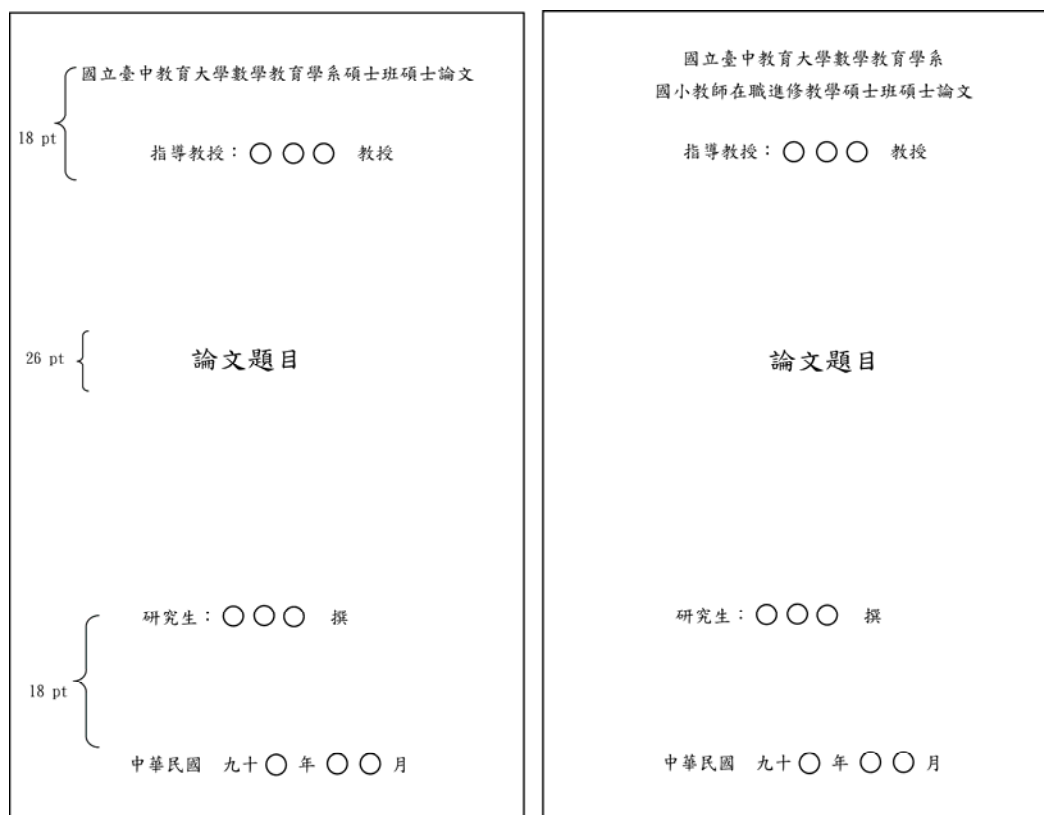 國立臺中教育大學數學教育學系碩士班碩士論文
18 pt
指導教授：○ ○ ○ 教授
26 pt
論文題目
研究生：○ ○ ○ 撰
18 pt
中華民國 九十○ 年 ○ ○ 月
國立臺中教育大學數學教育學系
國小教師在職進修教學碩士班碩士論文
指導教授：○ ○ ○ 教授
論文題目
研究生：○ ○ ○ 撰
中華民國 九十○ 年 ○ ○ 月